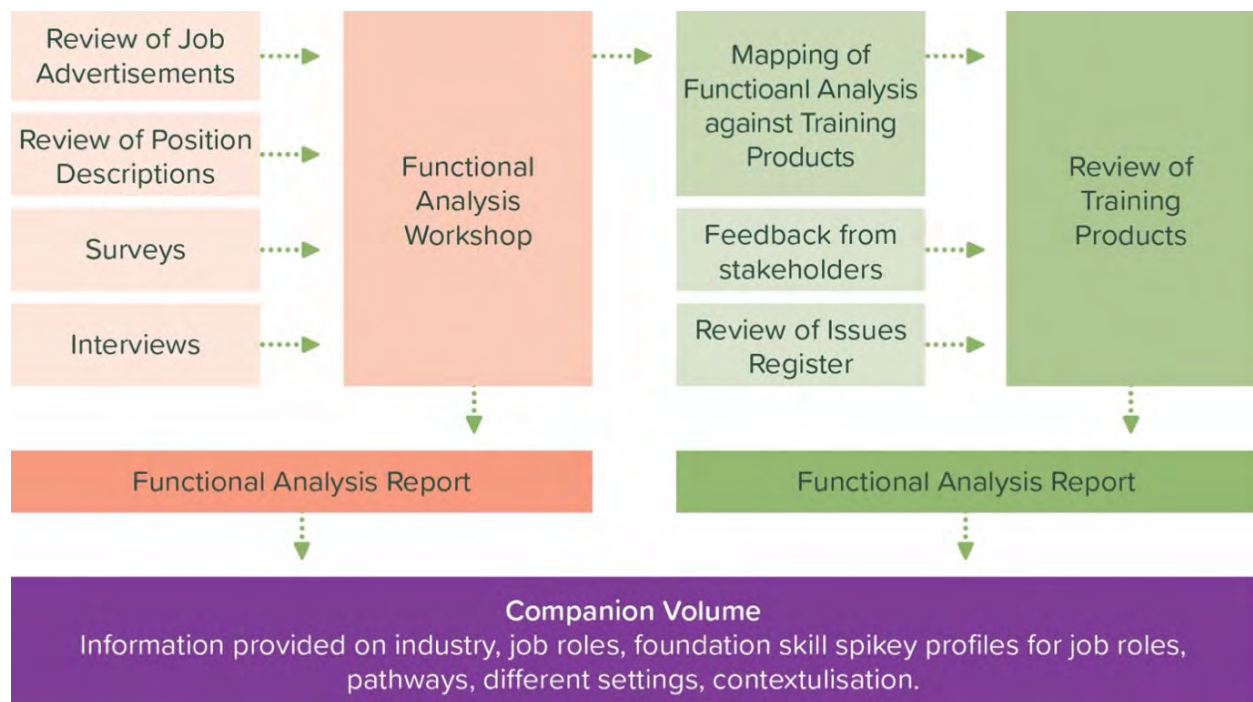 Review of Job
Advertisements
Review of Position
Descriptions
Surveys
Interviews
Functional
Analysis
Workshop
Mapping of
Functioanl Analysis
against Training
Products
Feedback from
stakeholders
Review of Issues
Register
Review of
Training
Products
Functional Analysis Report
Functional Analysis Report
Companion Volume
Information provided on industry, job roles, foundation skill spikey profiles for job roles,
pathways, different settings, contextulisation.